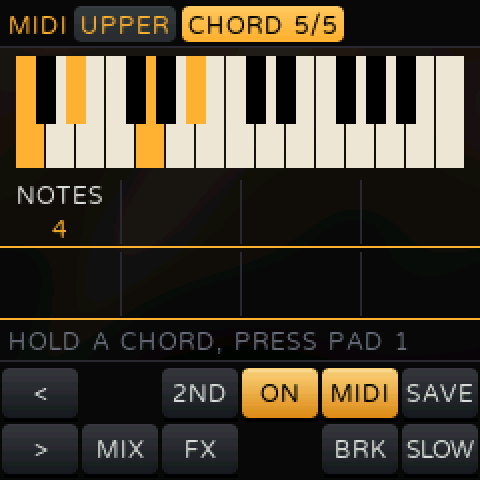 MIDI UPPER CHORD 5/5
NOTES
4
HOLD A CHORD, PRESS PAD 1
< 2ND ON MIDI SAVE
> MIX FX BRK SLOW